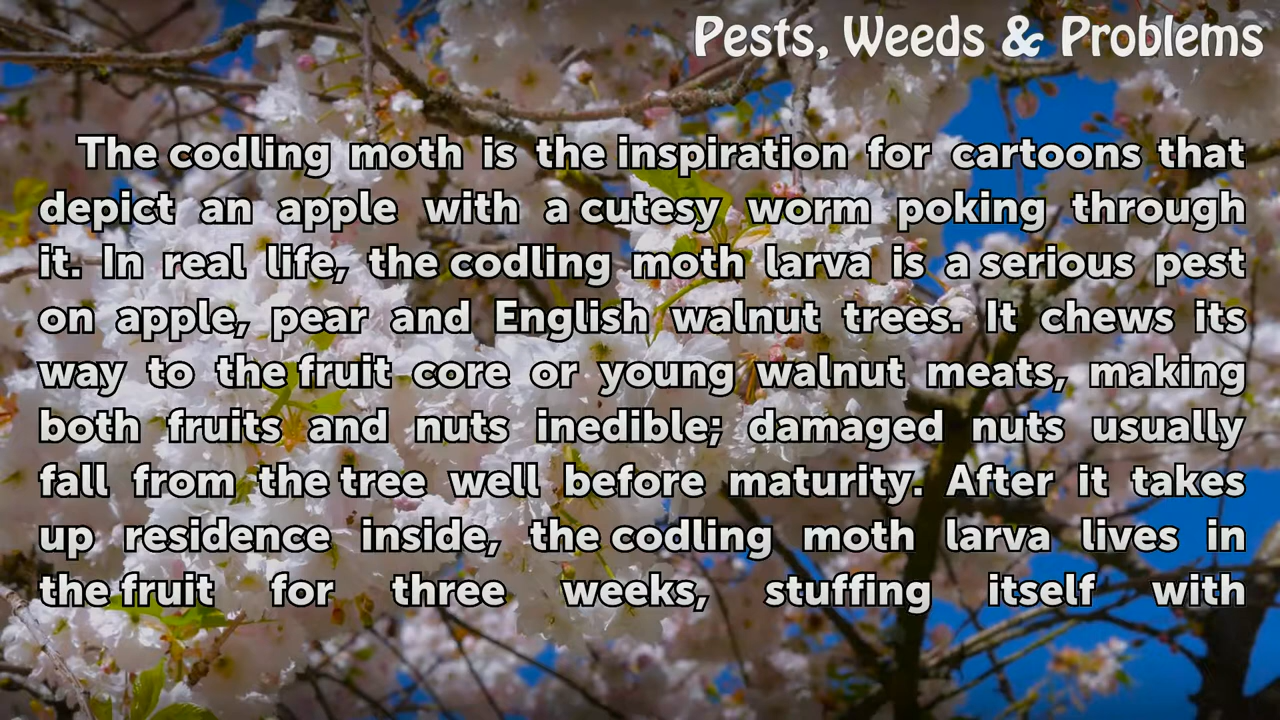 Pests, Weeds & Problems
The codling moth is the inspiration for cartoons that
depict an apple with a cutesy worm poking through
it. In real life, the codling moth larva is a serious pest
on apple, pear and English walnut trees. It chews its
way to the fruit core or young walnut meats, making
both fruits and nuts inedible; damaged nuts usually
fall from the tree well before maturity. After it takes
up residence inside, the codling moth larva lives in
the fruit for three weeks, stuffing itself with